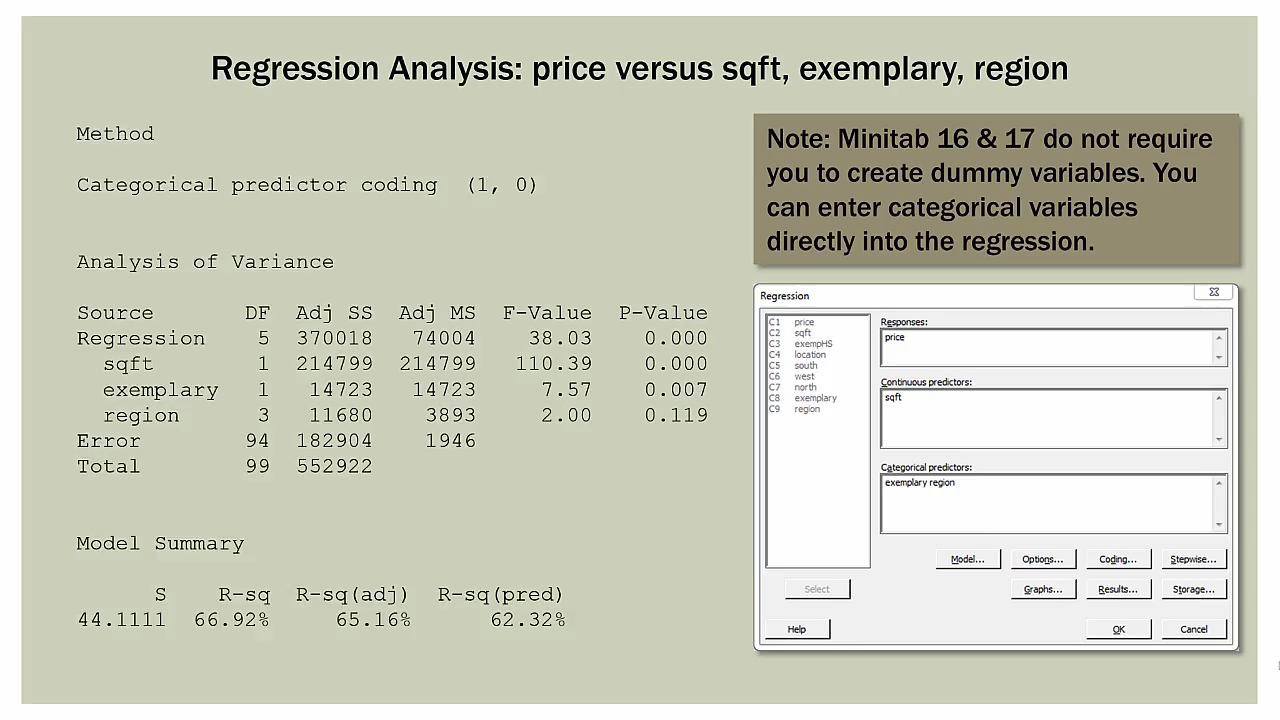 Regression Analysis: price versus sqft, exemplary, region
Method
Categorical predictor coding (1, 0)
Analysis of Variance
Source DF Adj SS Adj MS F-Value P-Value
Regression 5 370018 74004 38.03 0.000
sqft 1 214799 214799 110.39 0.000
exemplary 1 14723 14723 7.57 0.007
region 3 11680 3893 2.00 0.119
Error 94 182904 1946
Total 99 552922
Model Summary
S R-sq R-sq(adj) R-sq(pred)
44.1111 66.92% 65.16% 62.32%
Note: Minitab 16 & 17 do not require
you to create dummy variables. You
can enter categorical variables
directly into the regression.
Regression
C1 price
C2 sqft
C3 exempHS
C4 location
C5 south
C6 west
C7 north
C8 exemplary
C9 region
Responses:
price
Continuous predictors:
sqft
Categorical predictors:
exemplary region
Model... Options... Coding... Stepwise...
Select Graphs... Results... Storage...
Help OK Cancel